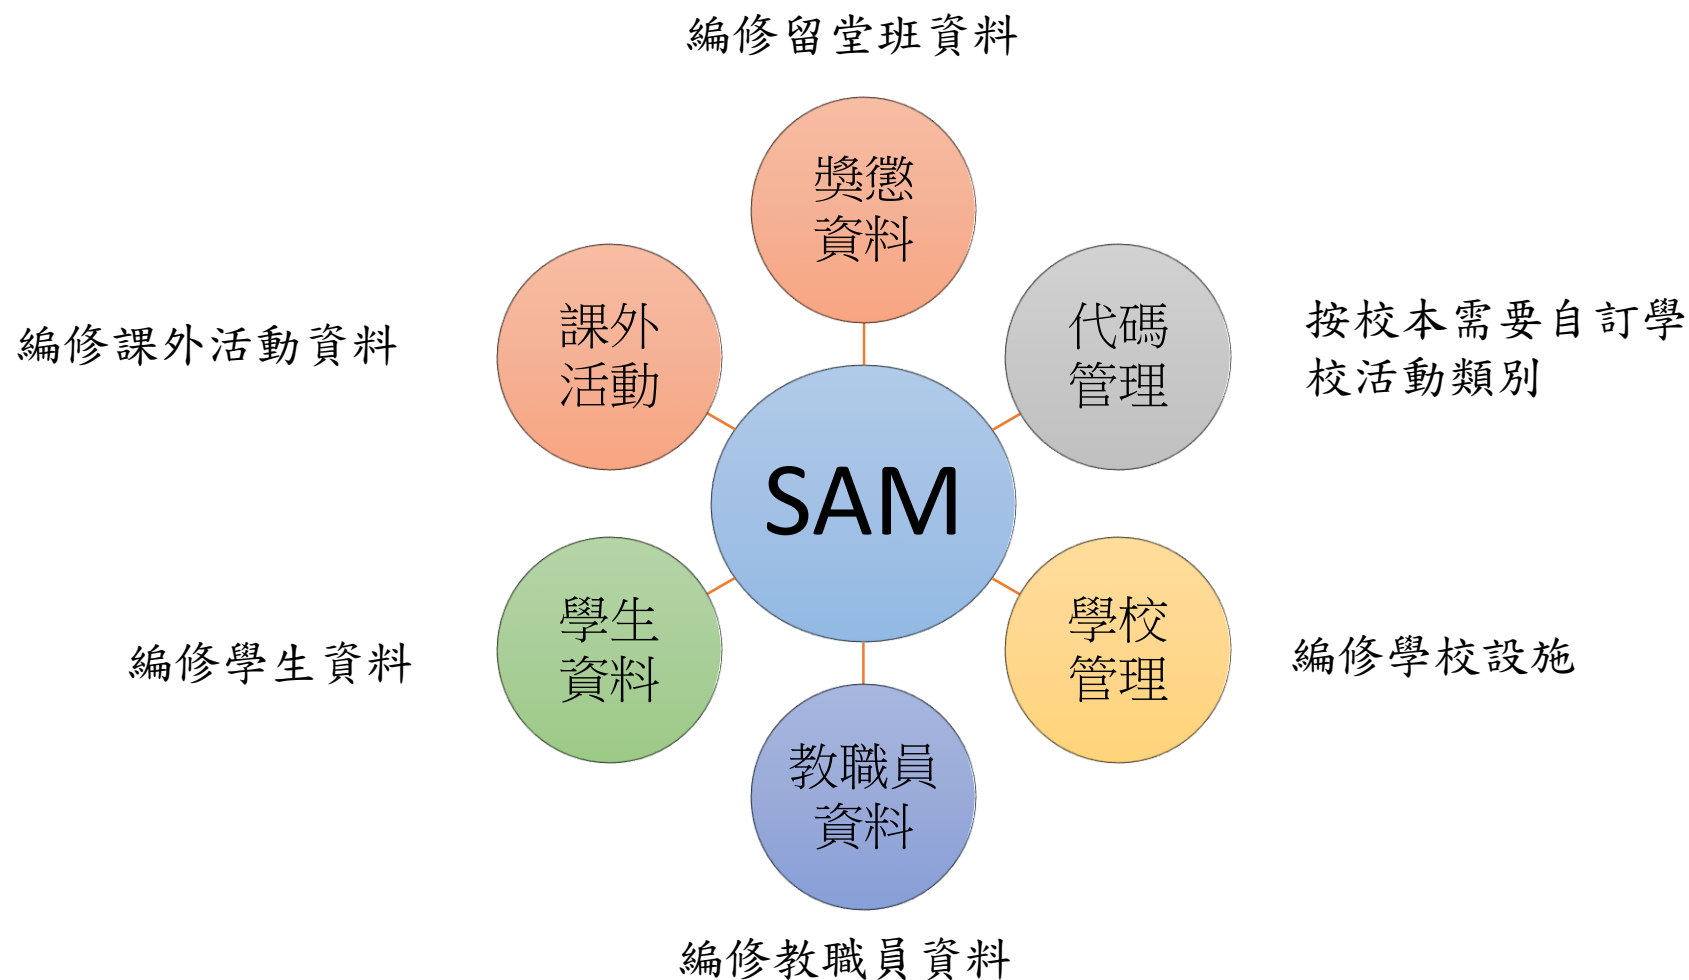 編修留堂班資料
獎懲
資料
課外
活動
編修課外活動資料
代碼
管理
按校本需要自訂學
校活動類別
SAM
學生
資料
編修學生資料
學校
管理
編修學校設施
教職員
資料
編修教職員資料